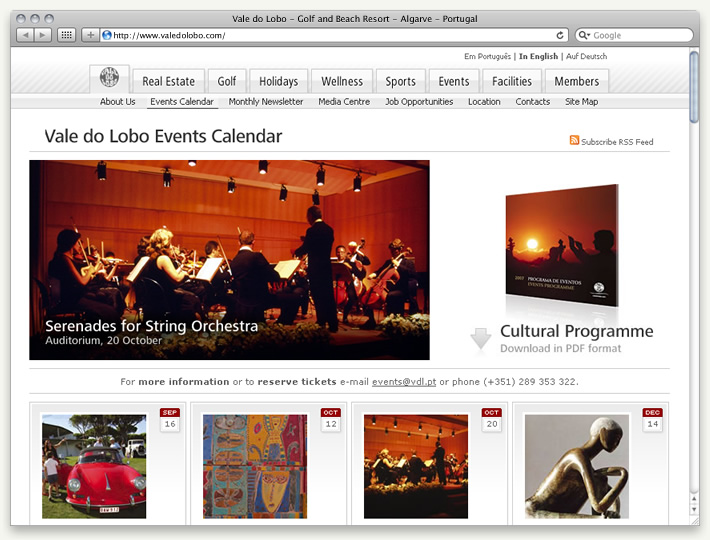 Vale do Lobo - Golf and Beach Resort - Algarve - Portugal
http://www.valedolobo.com/
Google
Em Português | In English | Auf Deutsch
Real Estate Golf Holidays Wellness Sports Events Facilities Members
About Us Events Calendar Monthly Newsletter Media Centre Job Opportunities Location Contacts Site Map
Vale do Lobo Events Calendar
Subscribe RSS Feed
Serenades for String Orchestra
Auditorium, 20 October
2007 PROGRAMA DE EVENTOS
EVENTS PROGRAMME
Cultural Programme
Download in PDF format
For more information or to reserve tickets e-mail events@vdl.pt or phone (+351) 289 353 322.
SEP
16
OCT
12
OCT
20
DEC
14